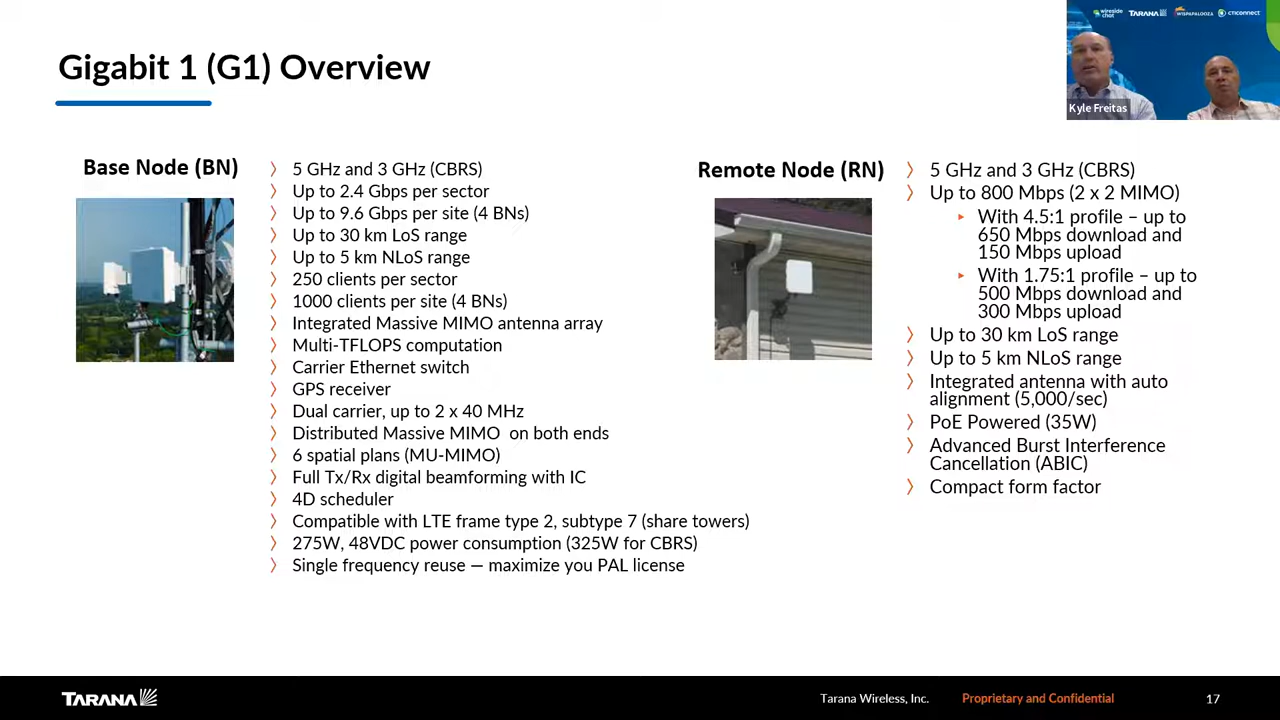 Gigabit 1 (G1) Overview
wireside chat
TARANA
WISPAPALOOZA
CTIconnect
Kyle Freitas
Base Node (BN)
5 GHz and 3 GHz (CBRS)
Up to 2.4 Gbps per sector
Up to 9.6 Gbps per site (4 BNs)
Up to 30 km LoS range
Up to 5 km NLoS range
250 clients per sector
1000 clients per site (4 BNs)
Integrated Massive MIMO antenna array
Multi-TFLOPS computation
Carrier Ethernet switch
GPS receiver
Dual carrier, up to 2 x 40 MHz
Distributed Massive MIMO on both ends
6 spatial plans (MU-MIMO)
Full Tx/Rx digital beamforming with IC
4D scheduler
Compatible with LTE frame type 2, subtype 7 (share towers)
275W, 48VDC power consumption (325W for CBRS)
Single frequency reuse — maximize you PAL license
Remote Node (RN)
5 GHz and 3 GHz (CBRS)
Up to 800 Mbps (2 x 2 MIMO)
With 4.5:1 profile – up to
650 Mbps download and
150 Mbps upload
With 1.75:1 profile – up to
500 Mbps download and
300 Mbps upload
Up to 30 km LoS range
Up to 5 km NLoS range
Integrated antenna with auto
alignment (5,000/sec)
PoE Powered (35W)
Advanced Burst Interference
Cancellation (ABIC)
Compact form factor
TARANA
Tarana Wireless, Inc.
Proprietary and Confidential
17